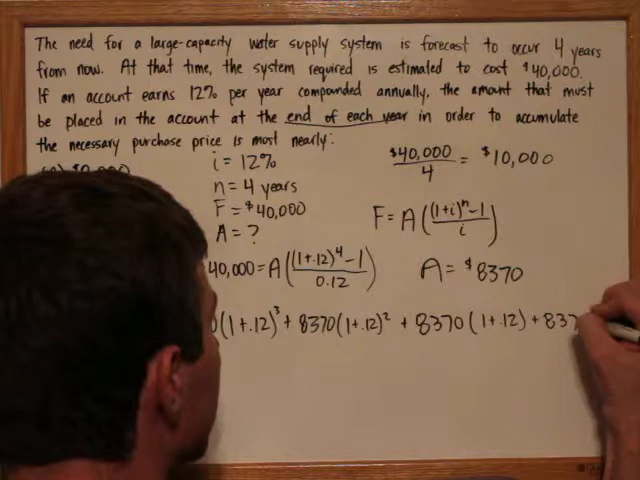 The need for a large-capacity water supply system is forecast to occur 4 years
from now. At that time, the system required is estimated to cost $40,000.
If an account earns 12% per year compounded annually, the amount that must
be placed in the account at the end of each year in order to accumulate
the necessary purchase price is most nearly:
i = 12%
n = 4 years
F = $40,000
A = ?
$40,000/4 = $10,000
F = A((1+i)^n - 1/i)
40,000 = A((1+.12)^4 - 1/0.12)
A = $8370
(1+.12)^3 + 8370(1+.12)^2 + 8370(1+.12) + 837